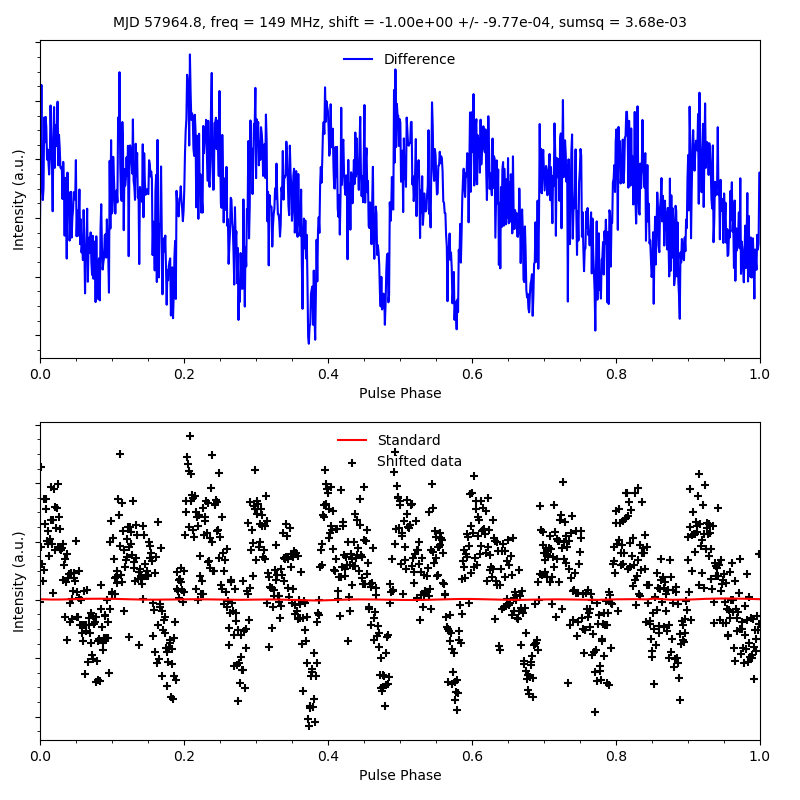 MJD 57964.8, freq = 149 MHz, shift = -1.00e+00 +/- -9.77e-04, sumsq = 3.68e-03
Difference
Intensity (a.u.)
0.0 0.2 0.4 0.6 0.8 1.0
Pulse Phase
Standard
Shifted data
Intensity (a.u.)
0.0 0.2 0.4 0.6 0.8 1.0
Pulse Phase